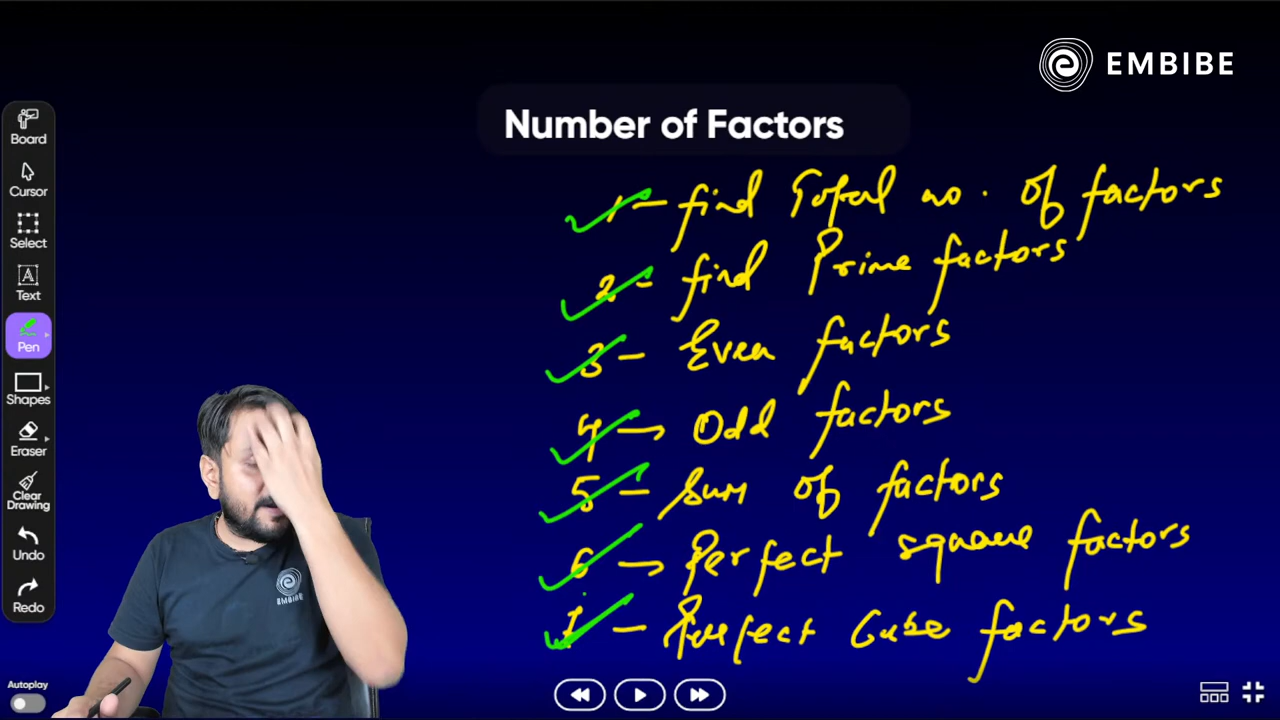 EMBIBE
Number of Factors
Board
Cursor
Select
Text
Pen
Shapes
Eraser
Clear
Drawing
Undo
Redo
Autoplay
1 - find Total no. of factors
2 - find Prime factors
3 - Even factors
4 → Odd factors
5 - Sum of factors
6 → Perfect square factors
7 - Perfect Cube factors
EMBIBE